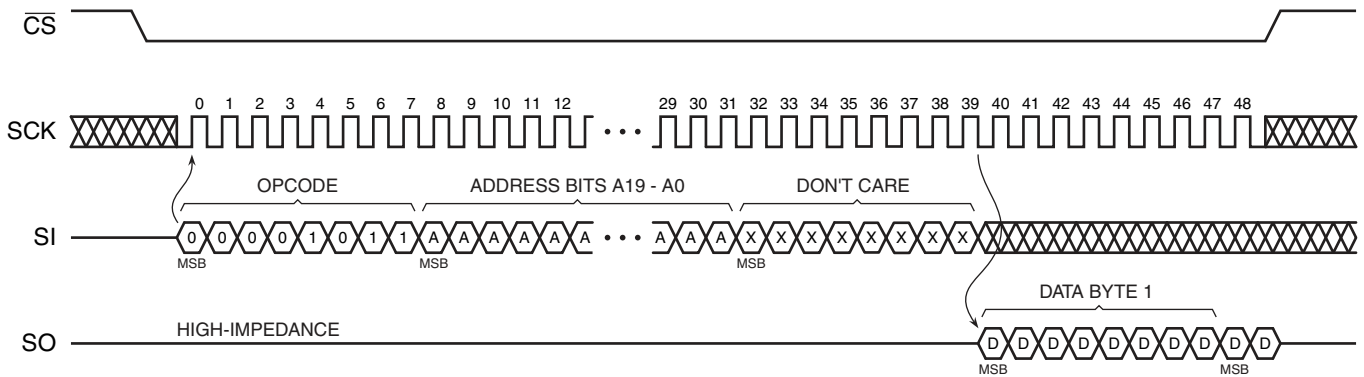 CS
0 1 2 3 4 5 6 7 8 9 10 11 12 29 30 31 32 33 34 35 36 37 38 39 40 41 42 43 44 45 46 47 48
SCK • • •
OPCODE ADDRESS BITS A19 - A0 DON'T CARE
SI 0 0 0 0 1 0 1 1 A A A A A A • • • A A A X X X X X X X X
MSB MSB MSB
DATA BYTE 1
HIGH-IMPEDANCE
SO D D D D D D D D D D
MSB MSB